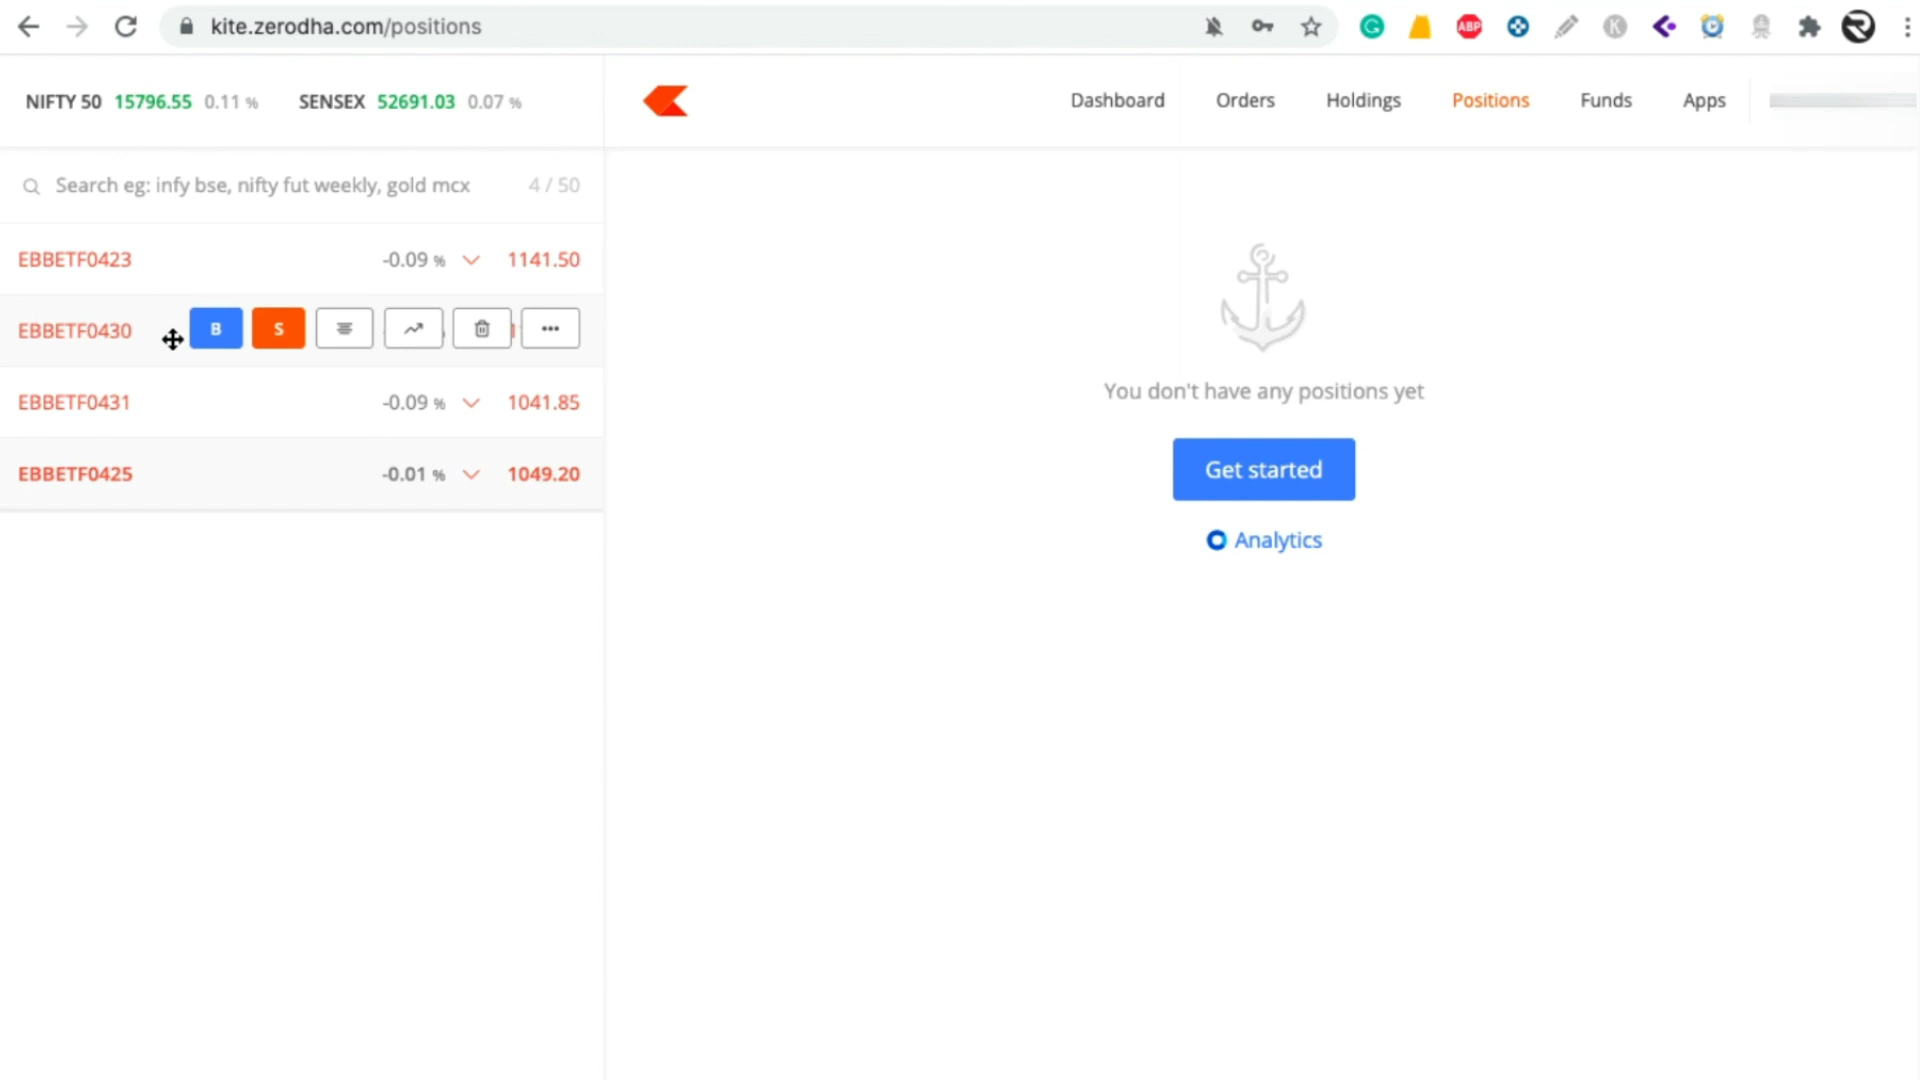 kite.zerodha.com/positions
ABP
K
NIFTY 50 15796.55 0.11 % SENSEX 52691.03 0.07 %
Dashboard Orders Holdings Positions Funds Apps
Search eg: infy bse, nifty fut weekly, gold mcx 4 / 50
EBBETF0423 -0.09 % 1141.50
EBBETF0430 B S
EBBETF0431 -0.09 % 1041.85
EBBETF0425 -0.01 % 1049.20
You don't have any positions yet
Get started
Analytics